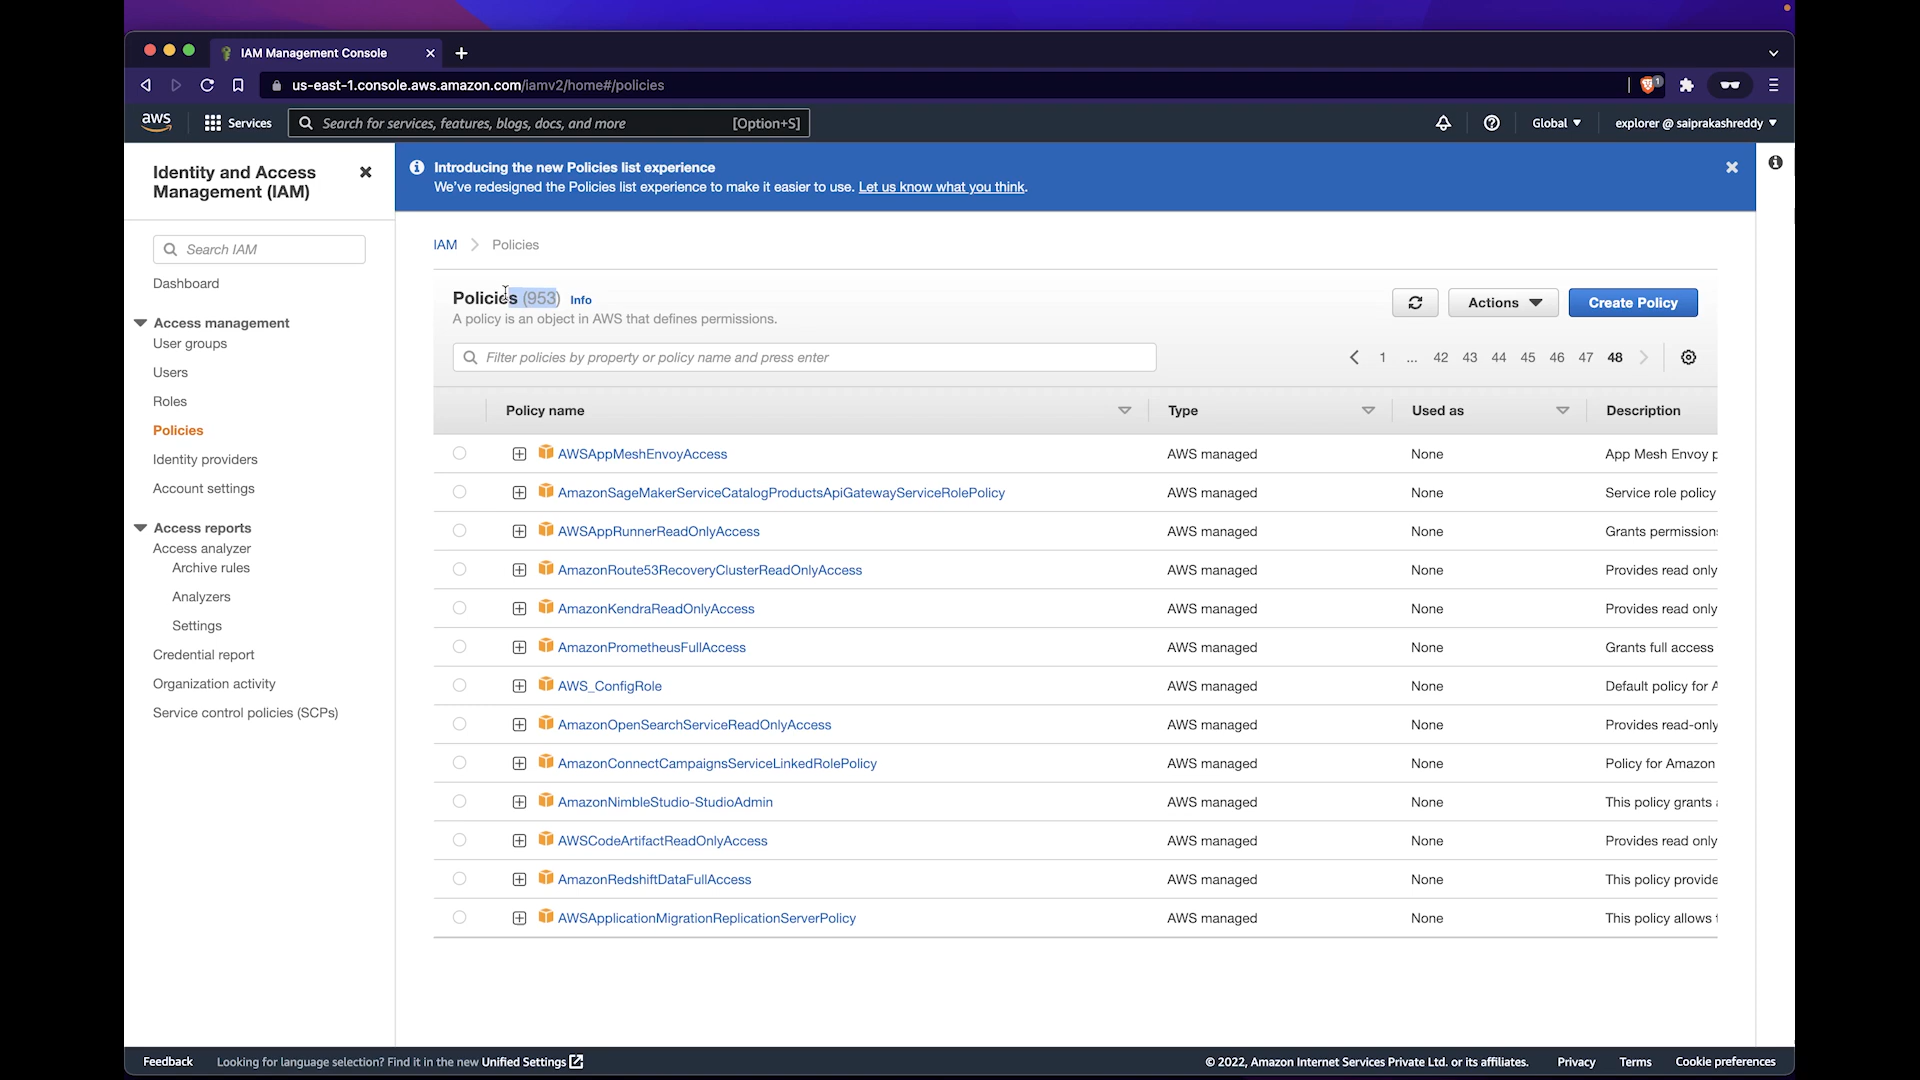 IAM Management Console
us-east-1.console.aws.amazon.com/iamv2/home#/policies
1
aws
Services
Search for services, features, blogs, docs, and more
[Option+S]
Global
explorer @ saiprakashreddy
Identity and Access
Management (IAM)
Search IAM
Dashboard
Access management
User groups
Users
Roles
Policies
Identity providers
Account settings
Access reports
Access analyzer
Archive rules
Analyzers
Settings
Credential report
Organization activity
Service control policies (SCPs)
Introducing the new Policies list experience
We've redesigned the Policies list experience to make it easier to use. Let us know what you think.
IAM > Policies
Policies (953) Info
A policy is an object in AWS that defines permissions.
Actions
Create Policy
Filter policies by property or policy name and press enter
1 ... 42 43 44 45 46 47 48
Policy name Type Used as Description
AWSAppMeshEnvoyAccess AWS managed None App Mesh Envoy p
AmazonSageMakerServiceCatalogProductsApiGatewayServiceRolePolicy AWS managed None Service role policy
AWSAppRunnerReadOnlyAccess AWS managed None Grants permissions
AmazonRoute53RecoveryClusterReadOnlyAccess AWS managed None Provides read only
AmazonKendraReadOnlyAccess AWS managed None Provides read only
AmazonPrometheusFullAccess AWS managed None Grants full access
AWS_ConfigRole AWS managed None Default policy for A
AmazonOpenSearchServiceReadOnlyAccess AWS managed None Provides read-only
AmazonConnectCampaignsServiceLinkedRolePolicy AWS managed None Policy for Amazon
AmazonNimbleStudio-StudioAdmin AWS managed None This policy grants a
AWSCodeArtifactReadOnlyAccess AWS managed None Provides read only
AmazonRedshiftDataFullAccess AWS managed None This policy provide
AWSApplicationMigrationReplicationServerPolicy AWS managed None This policy allows t
Feedback
Looking for language selection? Find it in the new Unified Settings
© 2022, Amazon Internet Services Private Ltd. or its affiliates.
Privacy
Terms
Cookie preferences